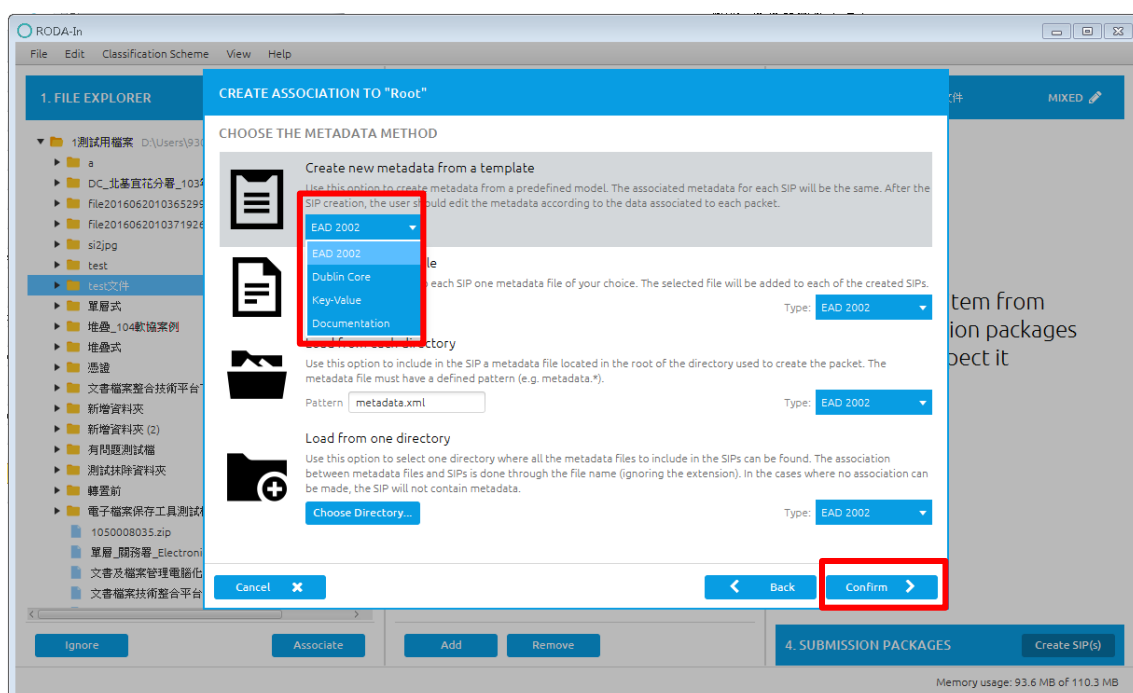 RODA-In
File Edit Classification Scheme View Help
1. FILE EXPLORER
1測試用檔案 D:\Users\930
a
DC_北基宜花分署_103
file2016062010365299
file2016062010371926
si2jpg
test
test文件
單層式
堆疊_104軟協案例
堆疊式
憑證
文書檔案整合技術平台
新增資料夾
新增資料夾 (2)
有問題測試檔
測試抹除資料夾
轉置前
電子檔案保存工具測試
1050008035.zip
單層_關務署_Electroni
文書及檔案管理電腦化
文書檔案技術整合平台
Ignore Associate
CREATE ASSOCIATION TO "Root"
CHOOSE THE METADATA METHOD
Create new metadata from a template
Use this option to create metadata from a predefined model. The associated metadata for each SIP will be the same. After the
SIP creation, the user should edit the metadata according to the data associated to each packet.
EAD 2002
EAD 2002
Dublin Core
Key-Value
Documentation
le
each SIP one metadata file of your choice. The selected file will be added to each of the created SIPs.
Type: EAD 2002
Load from each directory
Use this option to include in the SIP a metadata file located in the root of the directory used to create the packet. The
metadata file must have a defined pattern (e.g. metadata.*).
Pattern metadata.xml Type: EAD 2002
Load from one directory
Use this option to select one directory where all the metadata files to include in the SIPs can be found. The association
between metadata files and SIPs is done through the file name (ignoring the extension). In the cases where no association can
be made, the SIP will not contain metadata.
Choose Directory... Type: EAD 2002
Cancel Back Confirm
Add Remove
件 MIXED
tem from
ion packages
pect it
4. SUBMISSION PACKAGES Create SIP(s)
Memory usage: 93.6 MB of 110.3 MB